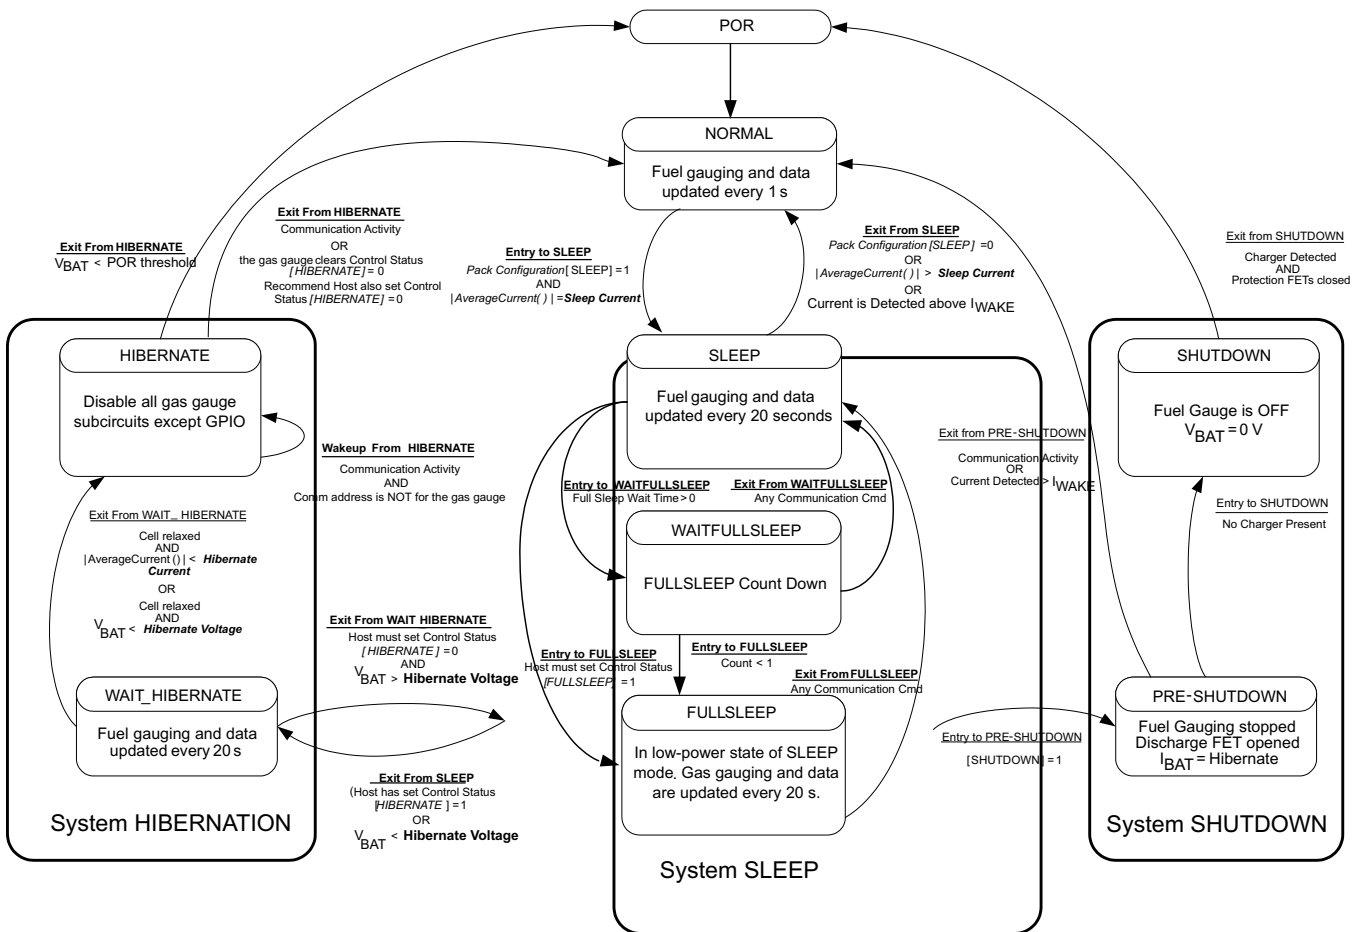 POR
NORMAL
Fuel gauging and data
updated every 1 s
Exit From HIBERNATE
V BAT < POR threshold
Exit From HIBERNATE
Communication Activity
OR
the gas gauge clears Control Status
[HIBERNATE] = 0
Recommend Host also set Control
Status [HIBERNATE] = 0
Entry to SLEEP
Pack Configuration[ SLEEP] = 1
AND
|AverageCurrent( ) | = Sleep Current
Exit From SLEEP
Pack Configuration [SLEEP] = 0
OR
|AverageCurrent( ) | > Sleep Current
OR
Current is Detected above I WAKE
Exit from SHUTDOWN
Charger Detected
AND
Protection FETs closed
HIBERNATE
Disable all gas gauge
subcircuits except GPIO
Wakeup From HIBERNATE
Communication Activity
AND
Comm address is NOT for the gas gauge
Exit From WAIT_ HIBERNATE
Cell relaxed
AND
|AverageCurrent ()| < Hibernate
Current
OR
Cell relaxed
AND
V BAT < Hibernate Voltage
WAIT_HIBERNATE
Fuel gauging and data
updated every 20 s
System HIBERNATION
Exit From WAIT HIBERNATE
Host must set Control Status
[HIBERNATE ] = 0
AND
V BAT > Hibernate Voltage
Exit From SLEEP
(Host has set Control Status
[HIBERNATE ] = 1
OR
V BAT < Hibernate Voltage
SLEEP
Fuel gauging and data
updated every 20 seconds
Entry to WAITFULLSLEEP
Full Sleep Wait Time > 0
Exit From WAITFULLSLEEP
Any Communication Cmd
WAITFULLSLEEP
FULLSLEEP Count Down
Entry to FULLSLEEP
Host must set Control Status
[FULLSLEEP] = 1
Entry to FULLSLEEP
Count < 1
Exit From FULLSLEEP
Any Communication Cmd
FULLSLEEP
In low-power state of SLEEP
mode. Gas gauging and data
are updated every 20 s.
System SLEEP
Exit from PRE-SHUTDOWN
Communication Activity
OR
Current Detected > I WAKE
Entry to PRE-SHUTDOWN
[SHUTDOWN] = 1
SHUTDOWN
Fuel Gauge is OFF
V BAT = 0 V
Entry to SHUTDOWN
No Charger Present
PRE-SHUTDOWN
Fuel Gauging stopped
Discharge FET opened
I BAT = Hibernate
System SHUTDOWN